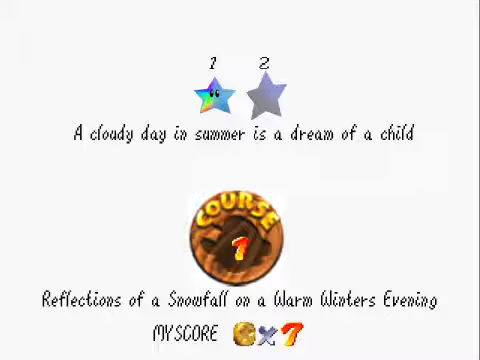 1 2
A cloudy day in summer is a dream of a child
COURSE
1
Reflections of a Snowfall on a Warm Winters Evening
MYSCORE ×7